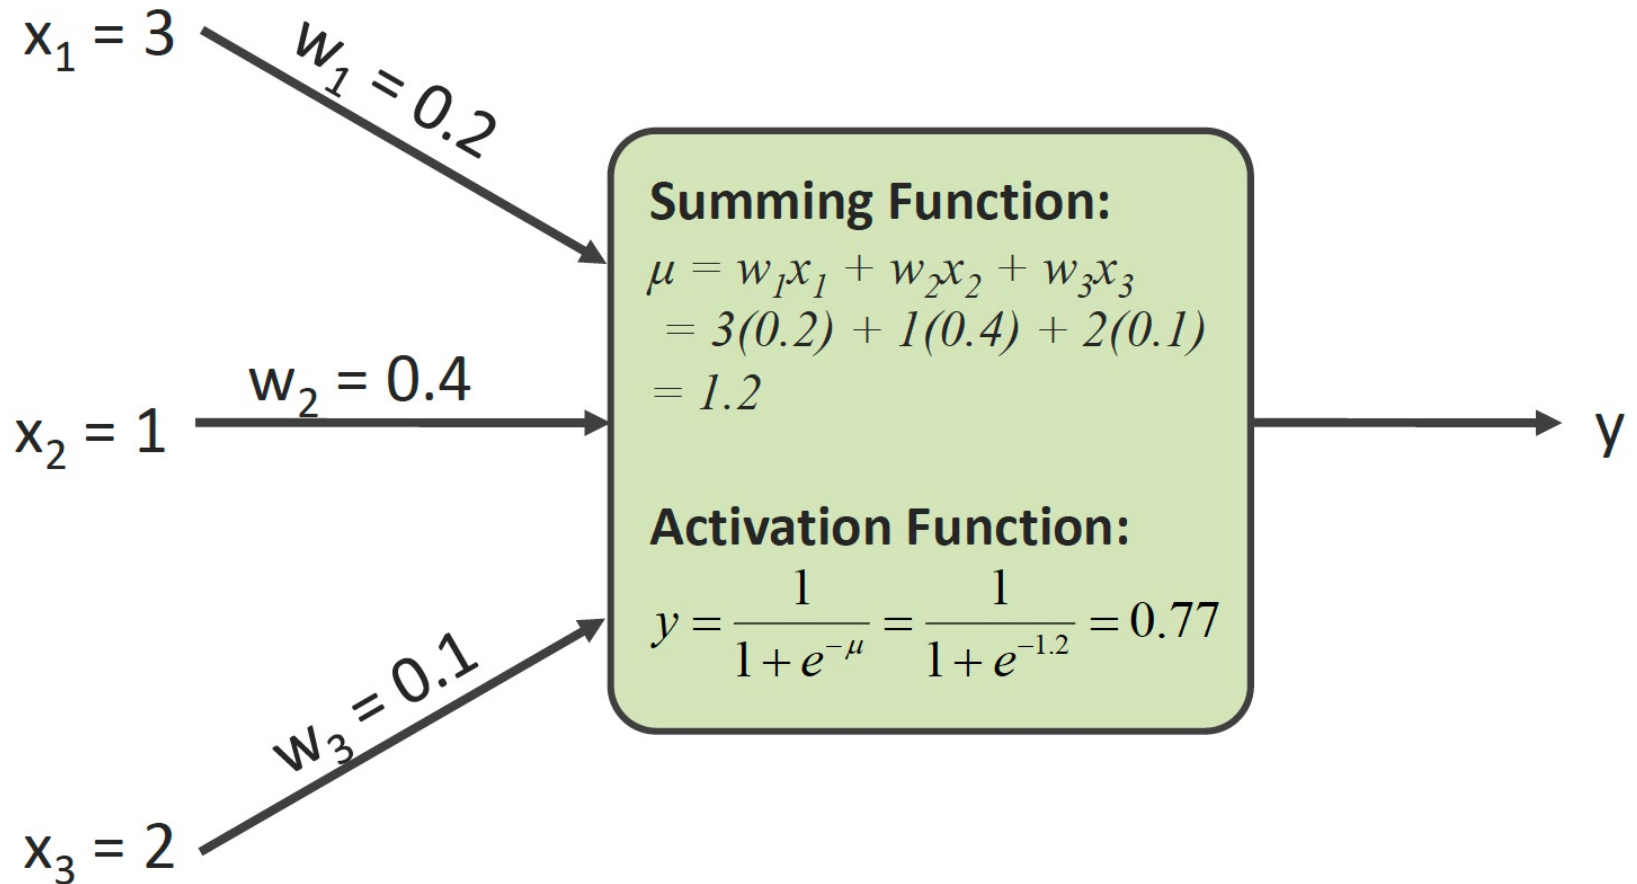 x₁ = 3
w₁ = 0.2
Summing Function:
μ = w₁x₁ + w₂x₂ + w₃x₃
= 3(0.2) + 1(0.4) + 2(0.1)
= 1.2
w₂ = 0.4
x₂ = 1
y
Activation Function:
y = 1/(1+e^(−μ)) = 1/(1+e^(−1.2)) = 0.77
w₃ = 0.1
x₃ = 2